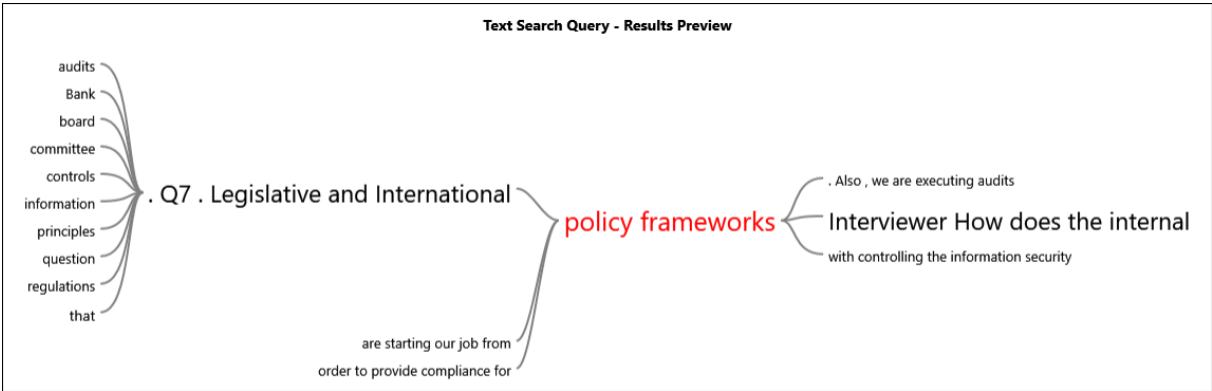 Text Search Query - Results Preview
audits
Bank
board
committee
controls
information
principles
question
regulations
that
. Q7 . Legislative and International
are starting our job from
order to provide compliance for
policy frameworks
. Also , we are executing audits
Interviewer How does the internal
with controlling the information security